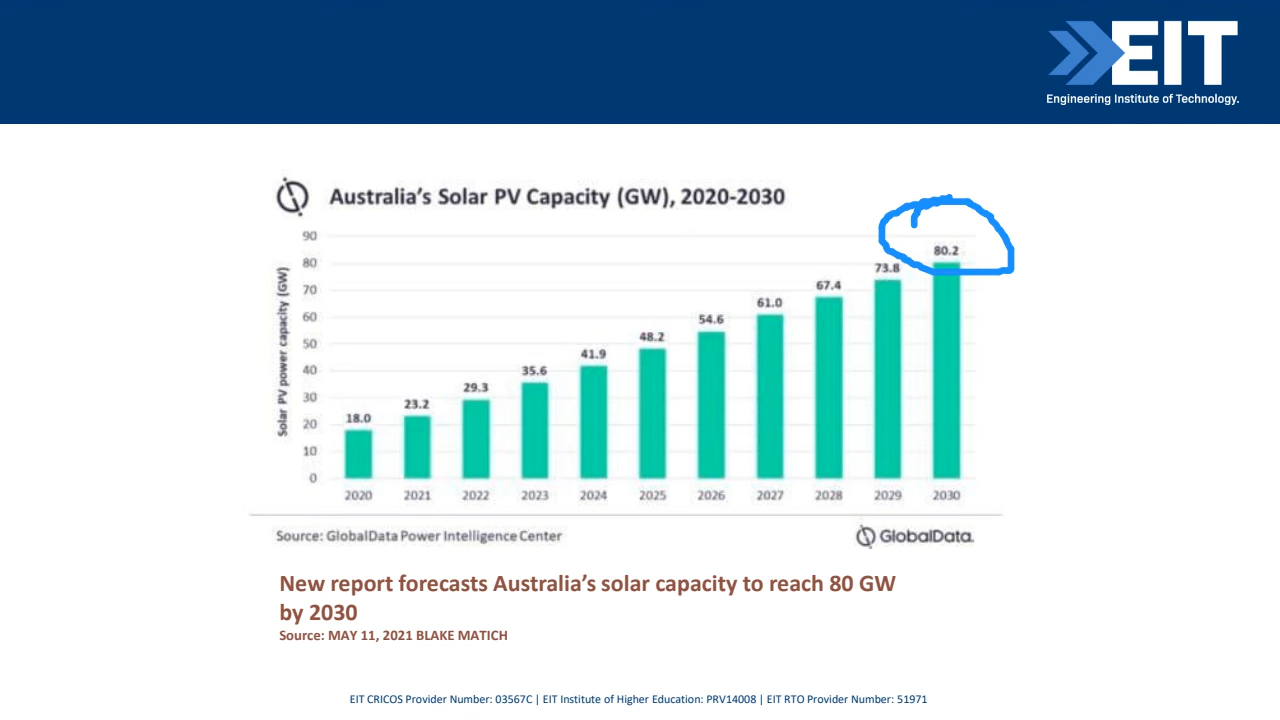 EIT
Engineering Institute of Technology.
Australia's Solar PV Capacity (GW), 2020-2030
Solar PV power capacity (GW)
90
80
70
60
50
40
30
20
10
0
18.0
23.2
29.3
35.6
41.9
48.2
54.6
61.0
67.4
73.8
80.2
2020 2021 2022 2023 2024 2025 2026 2027 2028 2029 2030
Source: GlobalData Power Intelligence Center
GlobalData.
New report forecasts Australia's solar capacity to reach 80 GW
by 2030
Source: MAY 11, 2021 BLAKE MATICH
EIT CRICOS Provider Number: 03567C | EIT Institute of Higher Education: PRV14008 | EIT RTO Provider Number: 51971